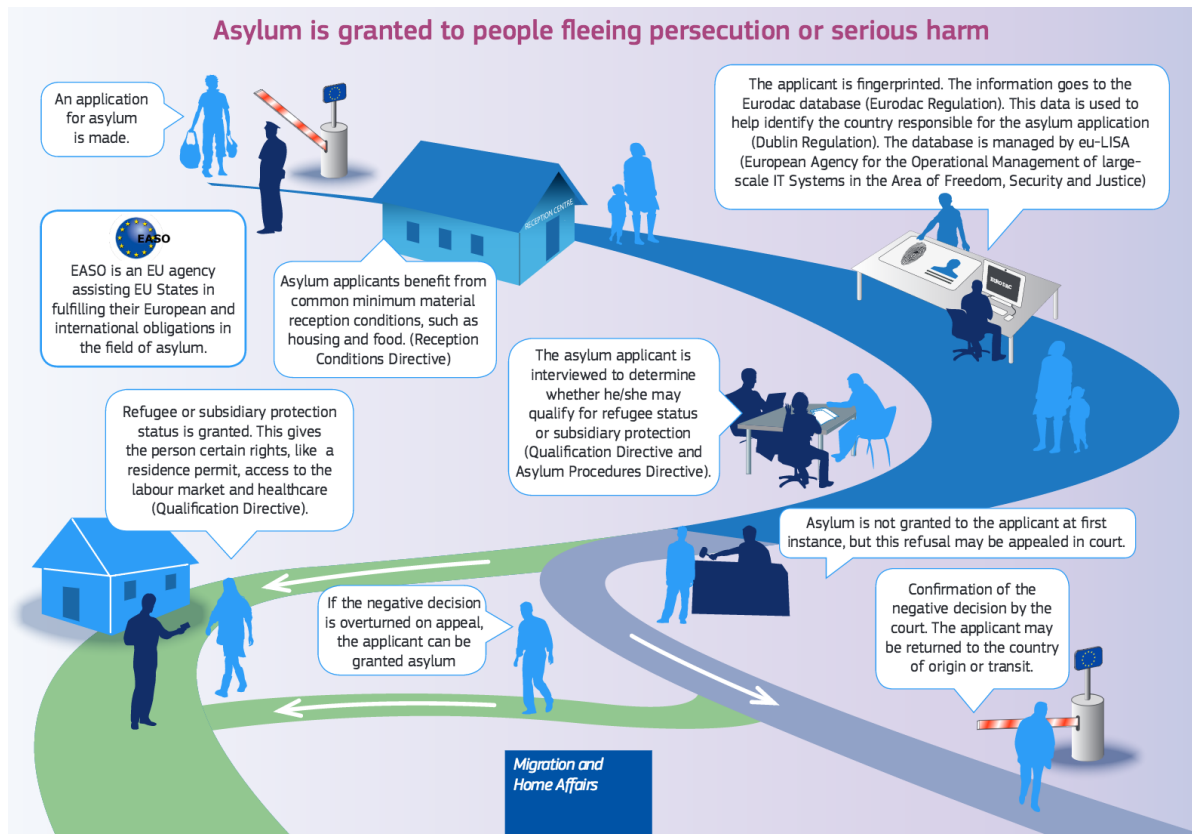 Asylum is granted to people fleeing persecution or serious harm
An application
for asylum
is made.
The applicant is fingerprinted. The information goes to the
Eurodac database (Eurodac Regulation). This data is used to
help identify the country responsible for the asylum application
(Dublin Regulation). The database is managed by eu-LISA
(European Agency for the Operational Management of large-
scale IT Systems in the Area of Freedom, Security and Justice)
RECEPTION CENTRE
EASO
EASO is an EU agency
assisting EU States in
fulfilling their European and
international obligations in
the field of asylum.
Asylum applicants benefit from
common minimum material
reception conditions, such as
housing and food. (Reception
Conditions Directive)
eurodac
The asylum applicant is
interviewed to determine
whether he/she may
qualify for refugee status
or subsidiary protection
(Qualification Directive and
Asylum Procedures Directive).
Refugee or subsidiary protection
status is granted. This gives
the person certain rights, like a
residence permit, access to the
labour market and healthcare
(Qualification Directive).
Asylum is not granted to the applicant at first
instance, but this refusal may be appealed in court.
If the negative decision
is overturned on appeal,
the applicant can be
granted asylum
Confirmation of the
negative decision by the
court. The applicant may
be returned to the country
of origin or transit.
Migration and
Home Affairs